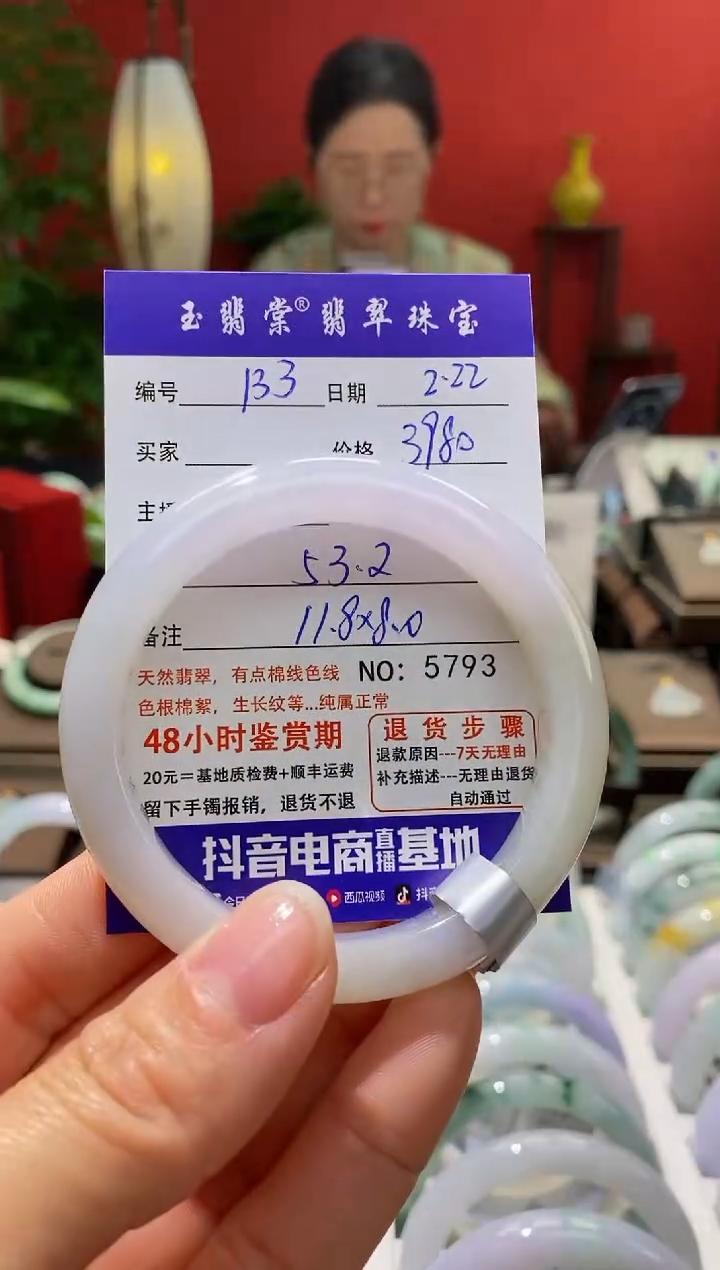 玉翡棠®翡翠珠宝
编号 133 日期 2.22
买家 价格 3980
主
53.2
备注 11.8×8.0
天然翡翠，有点棉线色线 NO：5793
色根棉絮，生长纹等...纯属正常
48小时鉴赏期
20元＝基地质检费+顺丰运费
留下手镯报销，退货不退
退货步骤
退款原因---7天无理由
补充描述---无理由退货
自动通过
抖音电商直播基地
西瓜视频 抖音